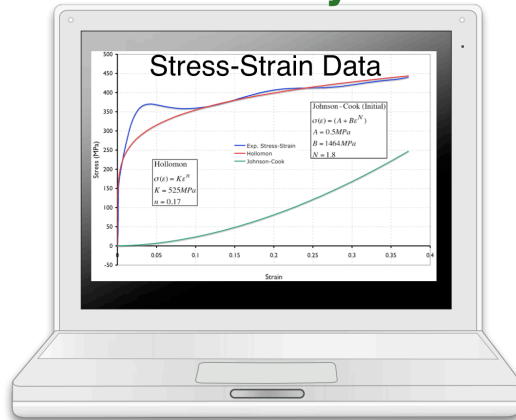 Stress-Strain Data
500
450
400
350
300
250
200
150
100
50
0
-50
Stress (MPa)
Johnson-Cook (Initial)
σ(ε) = (A + Bε^N)
A = 0.5MPa
B = 1464MPa
N = 1.8
Exp. Stress-Strain
Hollomon
Johnson-Cook
Hollomon
σ(ε) = Kε^n
K = 525MPa
n = 0.17
0 0.05 0.1 0.15 0.2 0.25 0.3 0.35 0.4
Strain